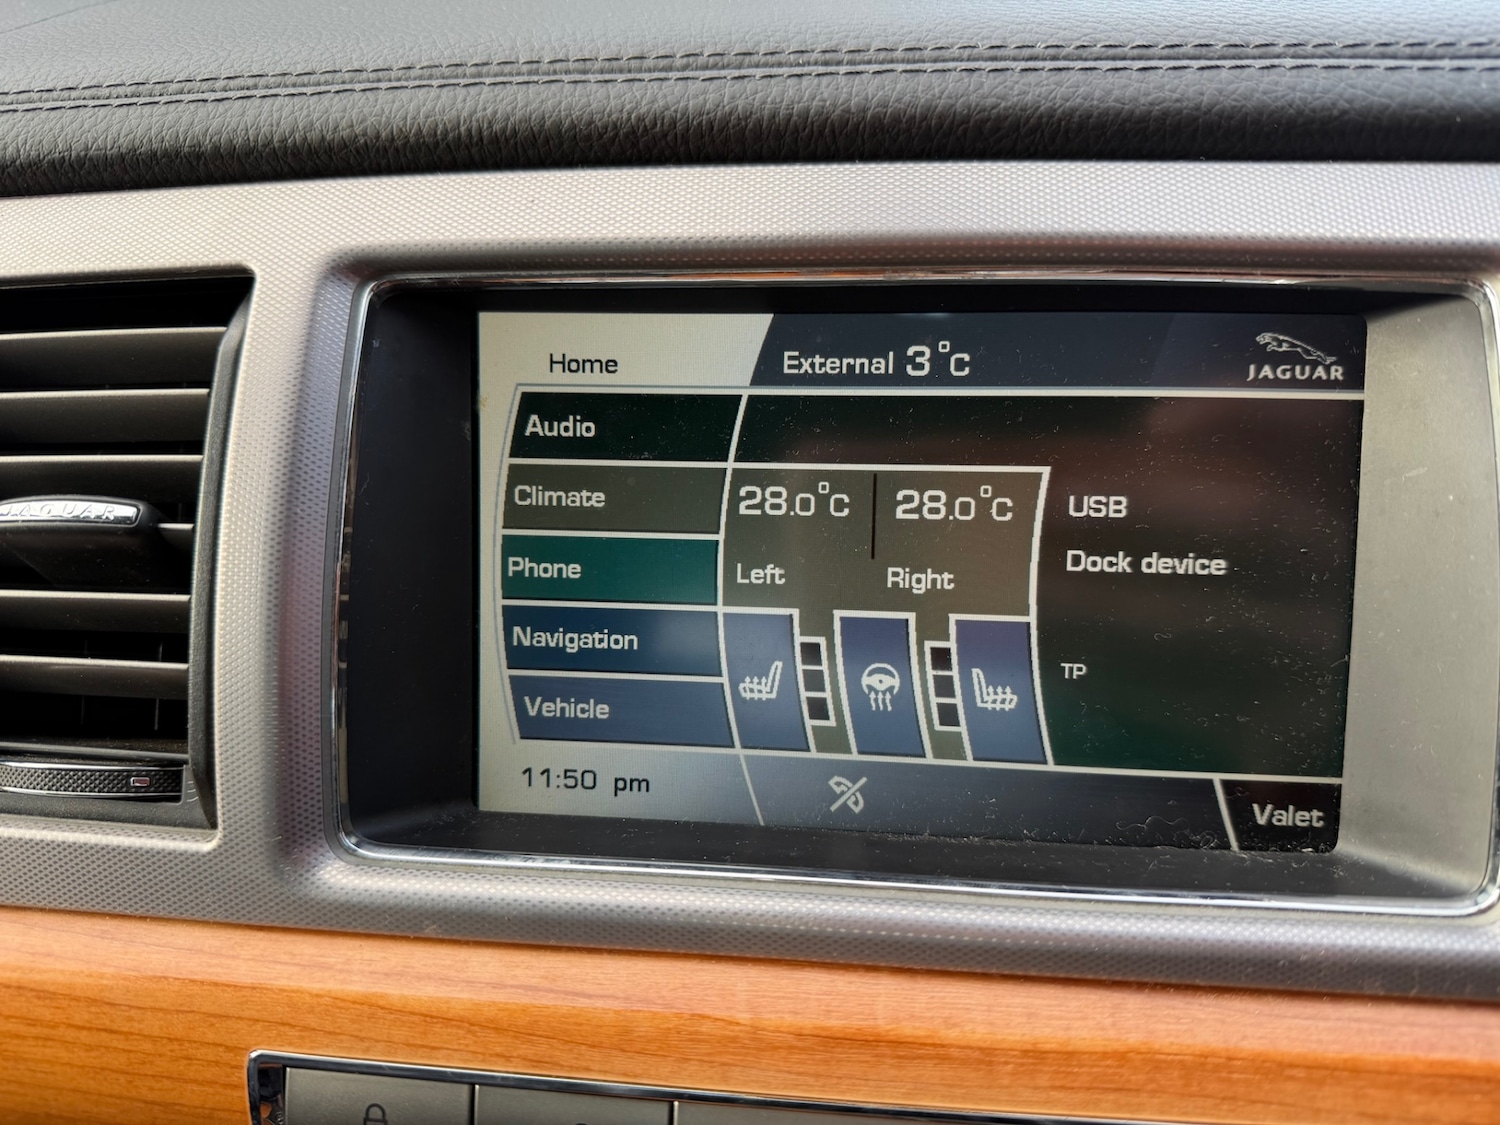 Home
External 3°C
JAGUAR
Audio
Climate
28.0°C
28.0°C
USB
Phone
Left
Right
Dock device
Navigation
TP
Vehicle
11:50 pm
Valet
JAGUAR